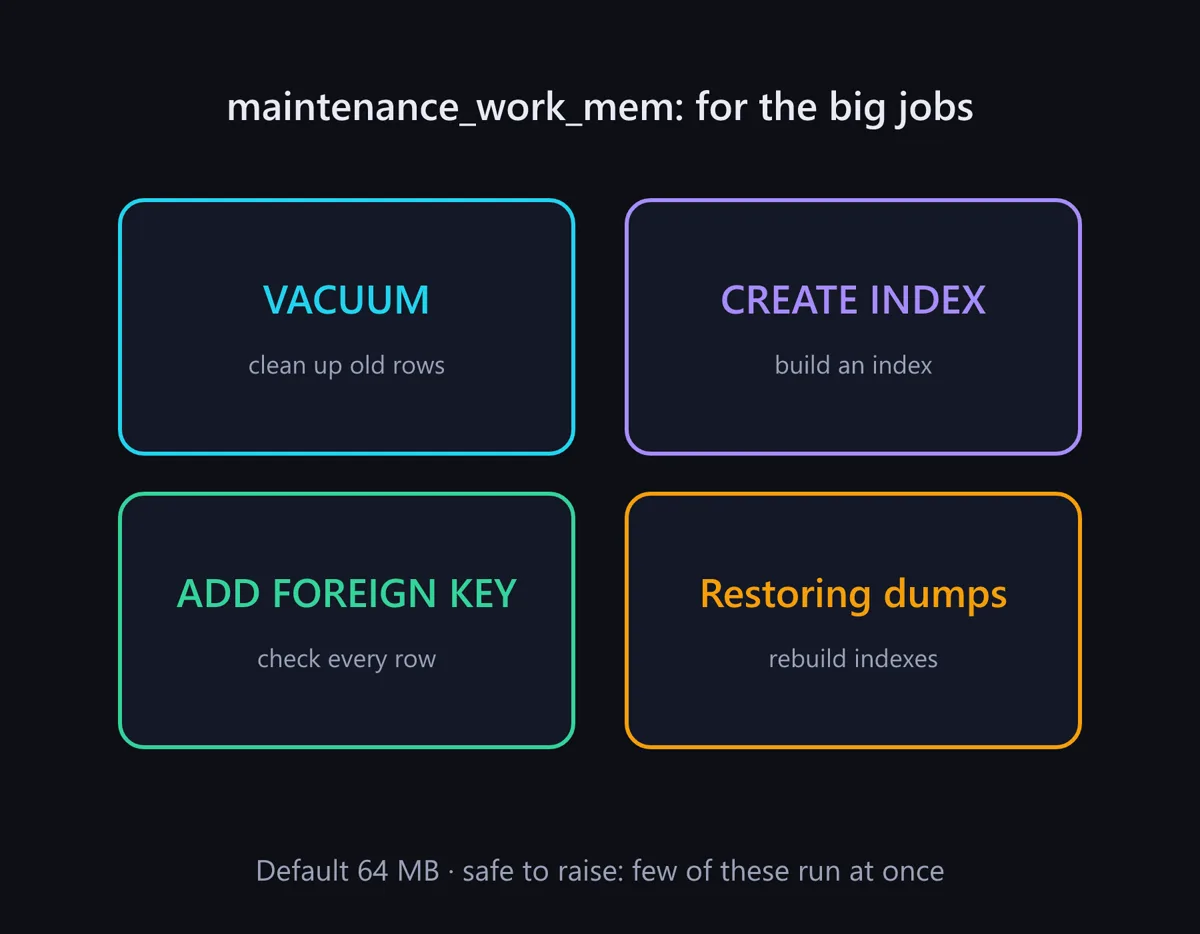 maintenance_work_mem: for the big jobs
VACUUM
clean up old rows
CREATE INDEX
build an index
ADD FOREIGN KEY
check every row
Restoring dumps
rebuild indexes
Default 64 MB · safe to raise: few of these run at once